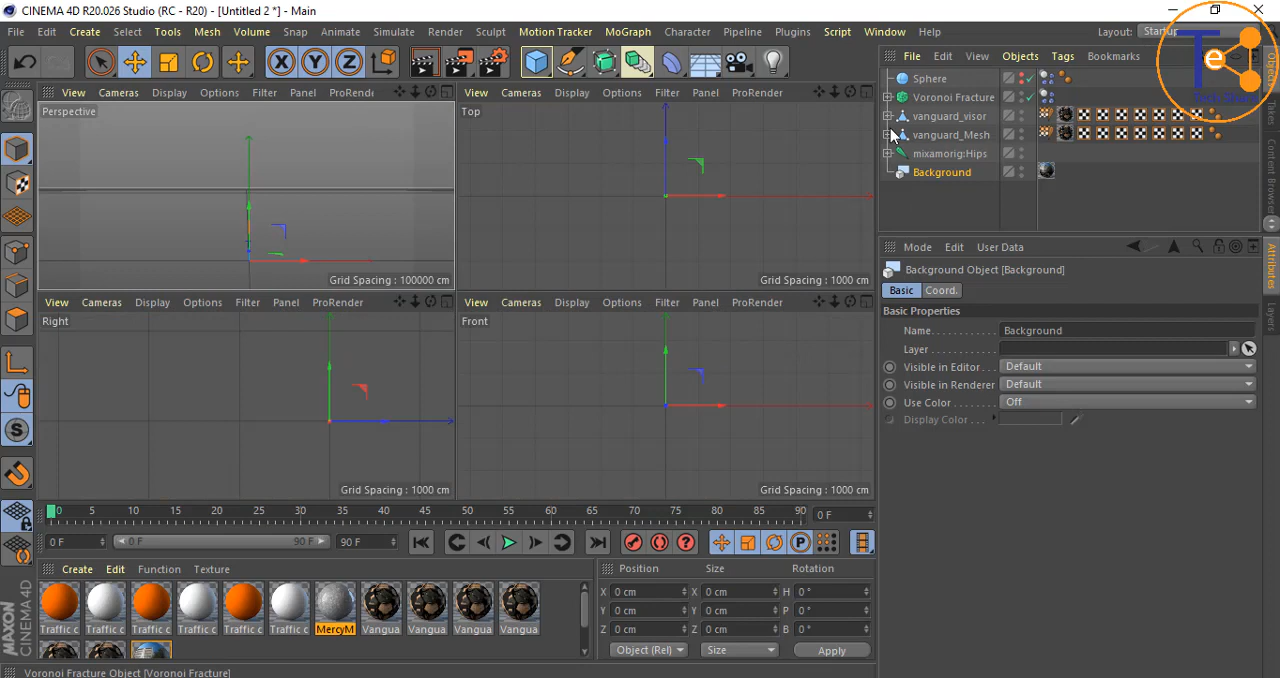 CINEMA 4D R20.026 Studio (RC - R20) - [Untitled 2 *] - Main
File Edit Create Select Tools Mesh Volume Snap Animate Simulate Render Sculpt Motion Tracker MoGraph Character Pipeline Plugins Script Window Help Layout: Startup
X Y Z
File Edit View Objects Tags Bookmarks
Sphere
Voronoi Fracture
vanguard_visor
vanguard_Mesh
mixamorig:Hips
Background
View Cameras Display Options Filter Panel ProRender
Perspective
Grid Spacing : 100000 cm
View Cameras Display Options Filter Panel ProRender
Top
Grid Spacing : 1000 cm
View Cameras Display Options Filter Panel ProRender
Right
Grid Spacing : 1000 cm
View Cameras Display Options Filter Panel ProRender
Front
Grid Spacing : 1000 cm
Mode Edit User Data
Background Object [Background]
Basic Coord.
Basic Properties
Name Background
Layer
Visible in Editor Default
Visible in Renderer Default
Use Color Off
Display Color
Objects
Takes
Content Browser
Attributes
Layers
0 5 10 15 20 25 30 35 40 45 50 55 60 65 70 75 80 85 90 0 F
0 F 0 F 90 F 90 F
Create Edit Function Texture
Traffic c Traffic c Traffic c Traffic c Traffic c Traffic c MercyM Vangua Vangua Vangua Vangua
Position Size Rotation
X 0 cm X 0 cm H 0 °
Y 0 cm Y 0 cm P 0 °
Z 0 cm Z 0 cm B 0 °
Object (Rel) Size Apply
MAXON
CINEMA 4D
Voronoi Fracture Object [Voronoi Fracture]